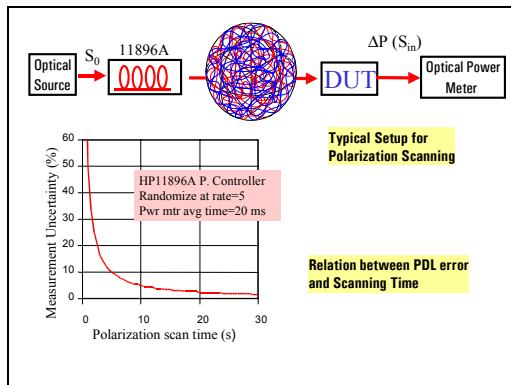 Optical
Source
S0
11896A
DUT
ΔP (Sin)
Optical Power
Meter
Typical Setup for
Polarization Scanning
Measurement Uncertainty (%)
60
50
40
30
20
10
0
HP11896A P. Controller
Randomize at rate=5
Pwr mtr avg time=20 ms
0 10 20 30
Polarization scan time (s)
Relation between PDL error
and Scanning Time